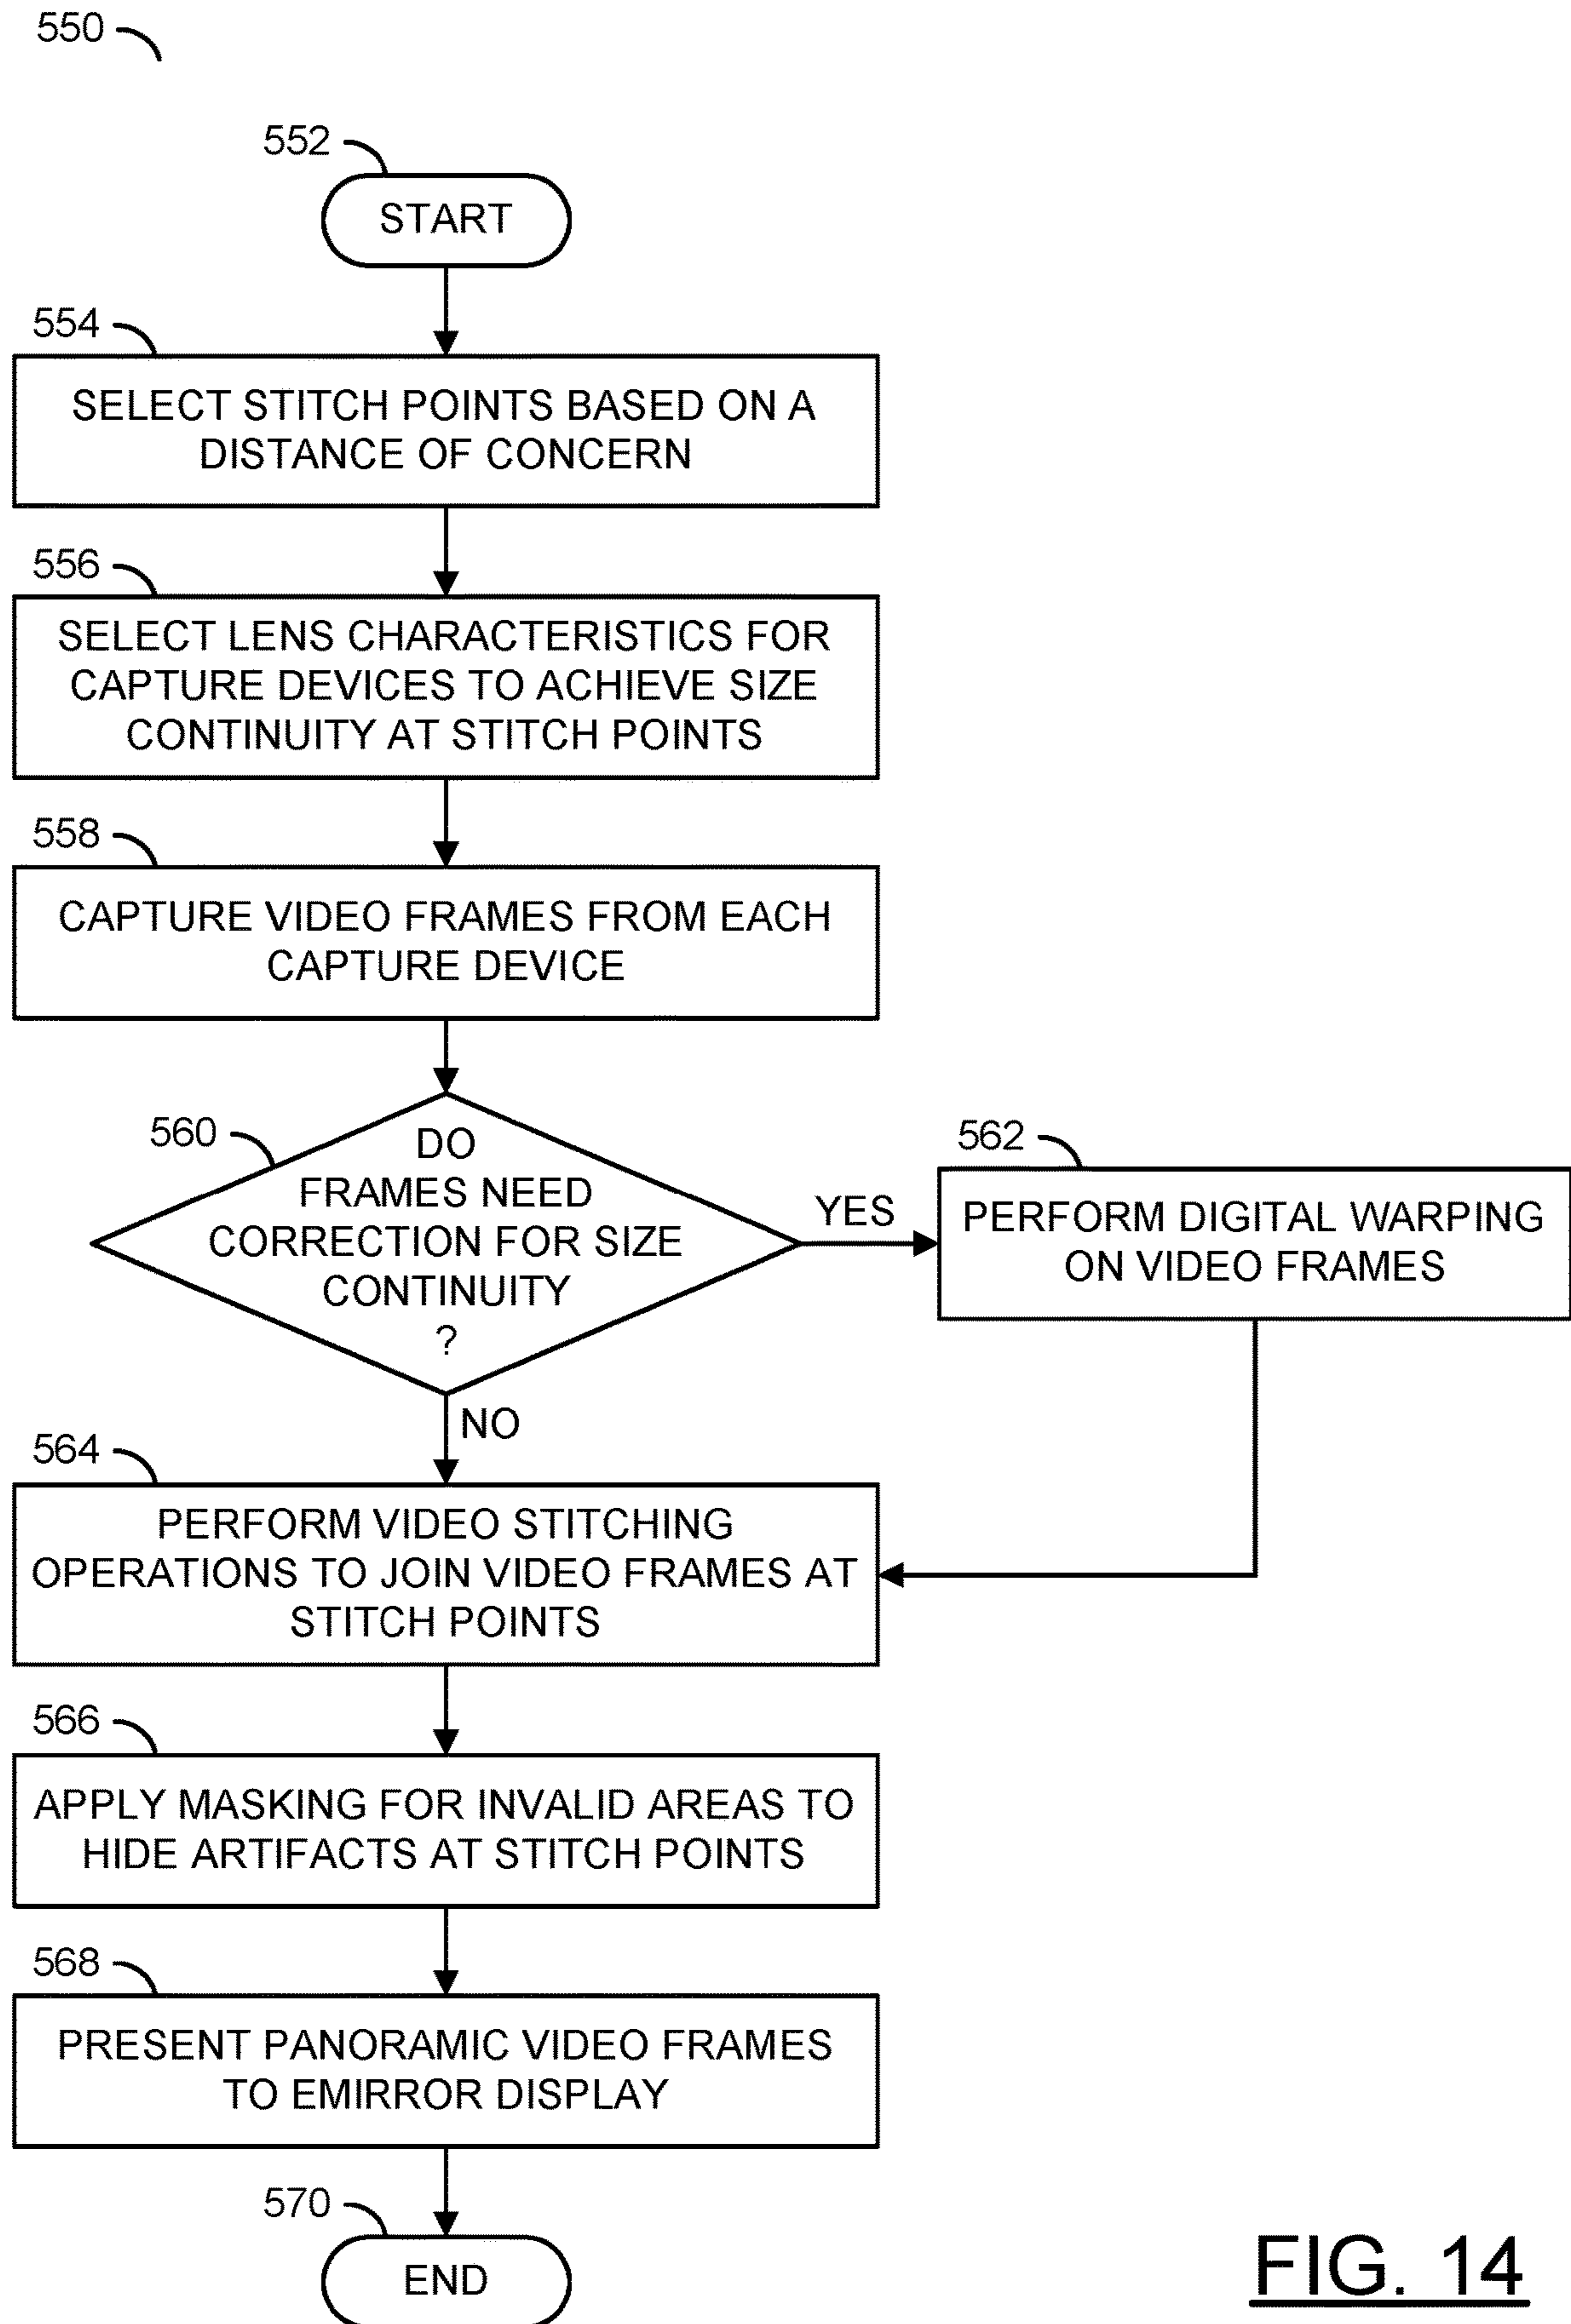 550
552
START
554
SELECT STITCH POINTS BASED ON A
DISTANCE OF CONCERN
556
SELECT LENS CHARACTERISTICS FOR
CAPTURE DEVICES TO ACHIEVE SIZE
CONTINUITY AT STITCH POINTS
558
CAPTURE VIDEO FRAMES FROM EACH
CAPTURE DEVICE
560
DO
FRAMES NEED
CORRECTION FOR SIZE
CONTINUITY
?
YES
562
PERFORM DIGITAL WARPING
ON VIDEO FRAMES
NO
564
PERFORM VIDEO STITCHING
OPERATIONS TO JOIN VIDEO FRAMES AT
STITCH POINTS
566
APPLY MASKING FOR INVALID AREAS TO
HIDE ARTIFACTS AT STITCH POINTS
568
PRESENT PANORAMIC VIDEO FRAMES
TO EMIRROR DISPLAY
570
END
FIG. 14